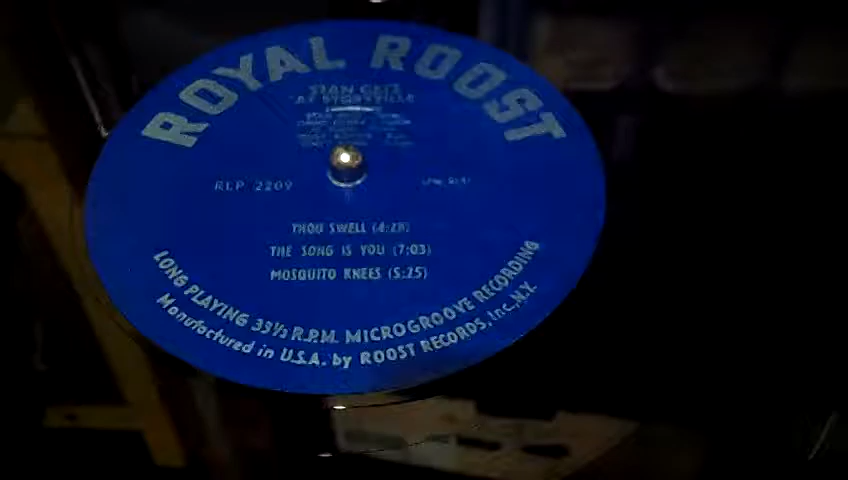 ROYAL ROOST
STAN GETZ
AT STORYVILLE
RLP 2209
THOU SWELL (4:28)
THE SONG IS YOU (7:03)
MOSQUITO KNEES (5:25)
LONG PLAYING 33⅓ R.P.M. MICROGROOVE RECORDING
Manufactured in U.S.A. by ROOST RECORDS, Inc., N.Y.